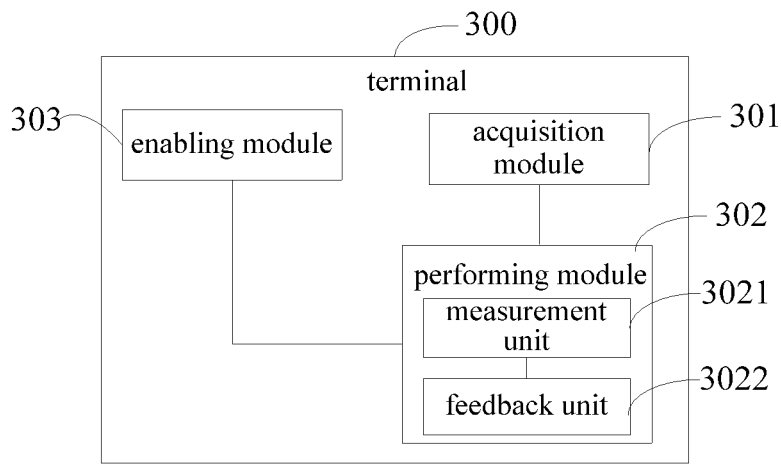 300
terminal
303
enabling module
acquisition
module
301
302
performing module
measurement
unit
3021
feedback unit
3022